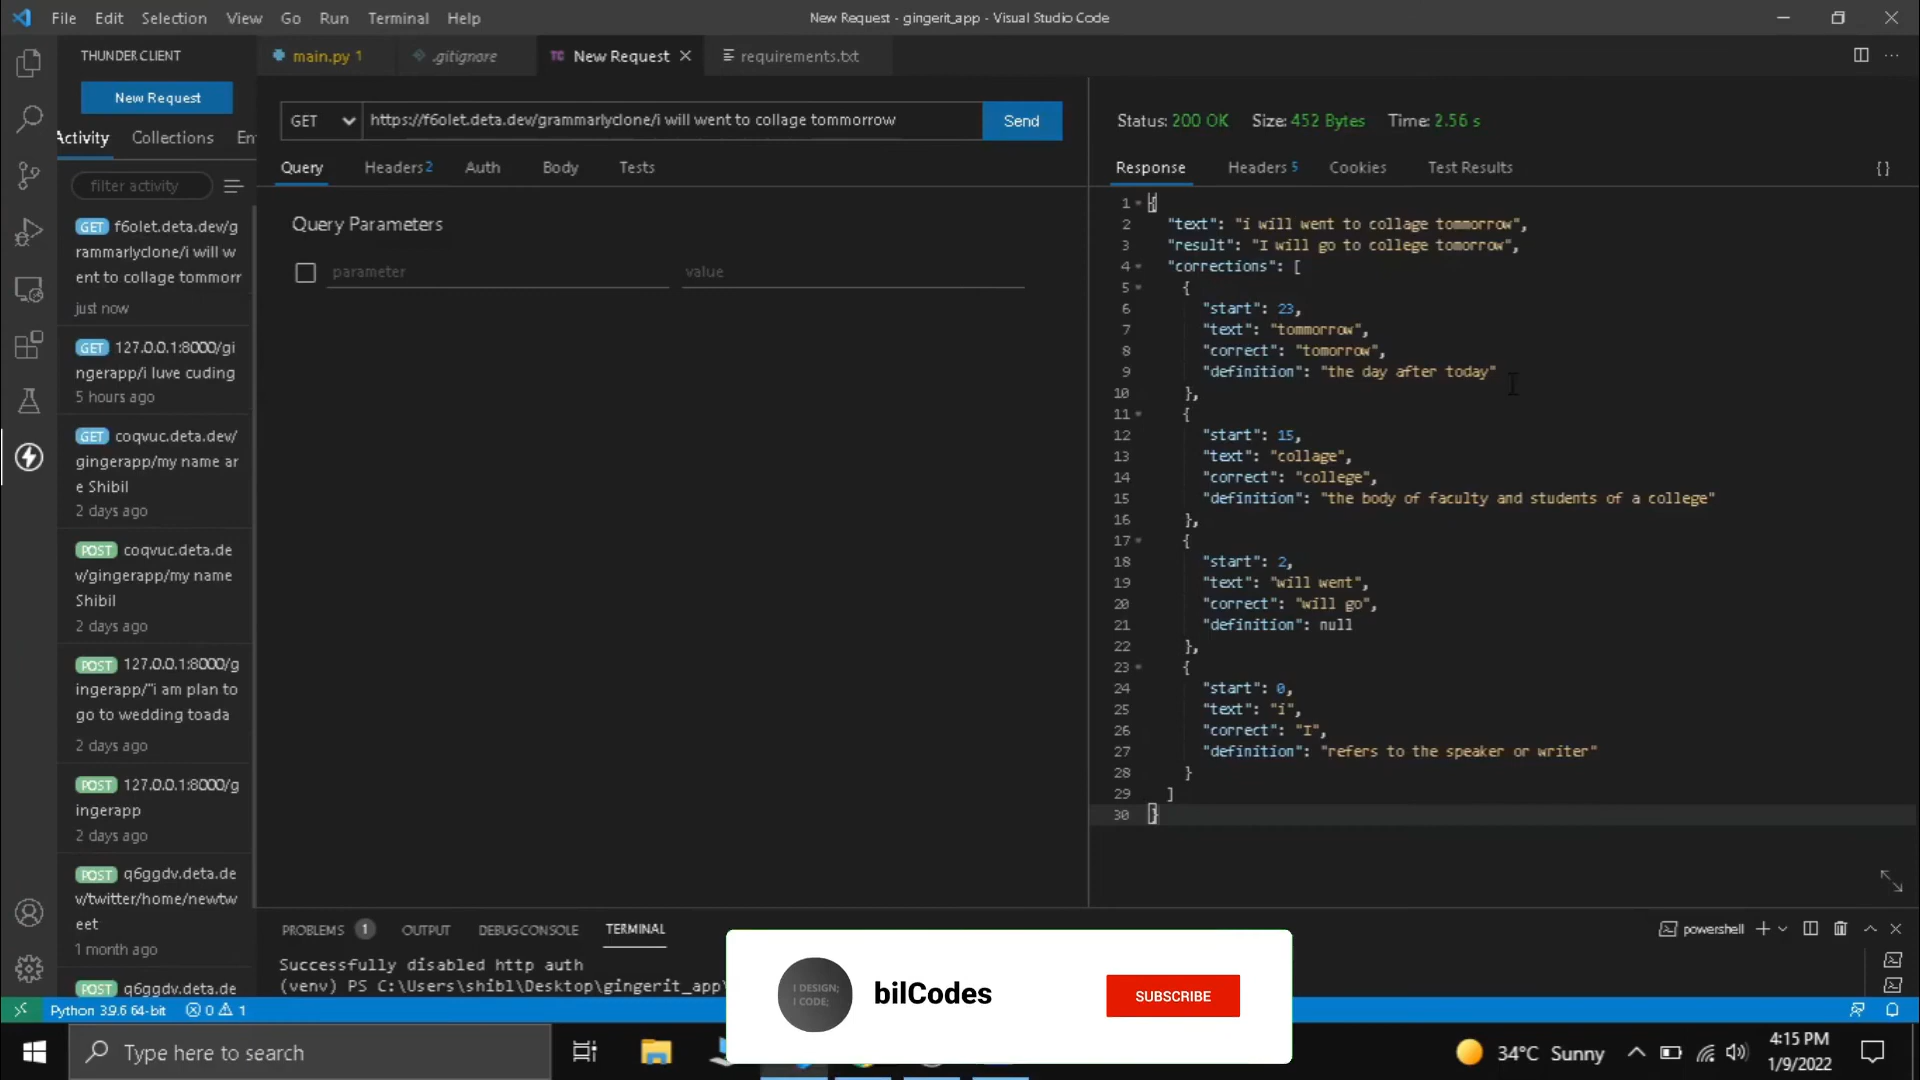 File Edit Selection View Go Run Terminal Help
New Request - gingerit_app - Visual Studio Code
THUNDER CLIENT
New Request
Activity Collections En
filter activity
GET f6olet.deta.dev/g
rammarlyclone/i will w
ent to collage tommorr
just now
GET 127.0.0.1:8000/gi
ngerapp/i luve cuding
5 hours ago
GET coqvuc.deta.dev/
gingerapp/my name ar
e Shibil
2 days ago
POST coqvuc.deta.de
v/gingerapp/my name
Shibil
2 days ago
POST 127.0.0.1:8000/g
ingerapp/"i am plan to
go to wedding toada
2 days ago
POST 127.0.0.1:8000/g
ingerapp
2 days ago
POST q6ggdv.deta.de
v/twitter/home/newtw
eet
1 month ago
POST q6ggdv.deta.de
main.py 1
.gitignore
TC New Request
requirements.txt
GET https://f6olet.deta.dev/grammarlyclone/i will went to collage tommorrow Send
Query Headers 2 Auth Body Tests
Query Parameters
parameter value
Status: 200 OK Size: 452 Bytes Time: 2.56 s
Response Headers 5 Cookies Test Results {}
1 {
2 "text": "i will went to collage tommorrow",
3 "result": "I will go to college tomorrow",
4 "corrections": [
5 {
6 "start": 23,
7 "text": "tommorrow",
8 "correct": "tomorrow",
9 "definition": "the day after today"
10 },
11 {
12 "start": 15,
13 "text": "collage",
14 "correct": "college",
15 "definition": "the body of faculty and students of a college"
16 },
17 {
18 "start": 2,
19 "text": "will went",
20 "correct": "will go",
21 "definition": null
22 },
23 {
24 "start": 0,
25 "text": "i",
26 "correct": "I",
27 "definition": "refers to the speaker or writer"
28 }
29 ]
30 }
PROBLEMS 1 OUTPUT DEBUG CONSOLE TERMINAL
powershell
Successfully disabled http auth
(venv) PS C:\Users\shibl\Desktop\gingerit_app\
I DESIGN;
I CODE;
bilCodes
SUBSCRIBE
Python 3.9.6 64-bit 0 1
Type here to search
34°C Sunny
4:15 PM
1/9/2022